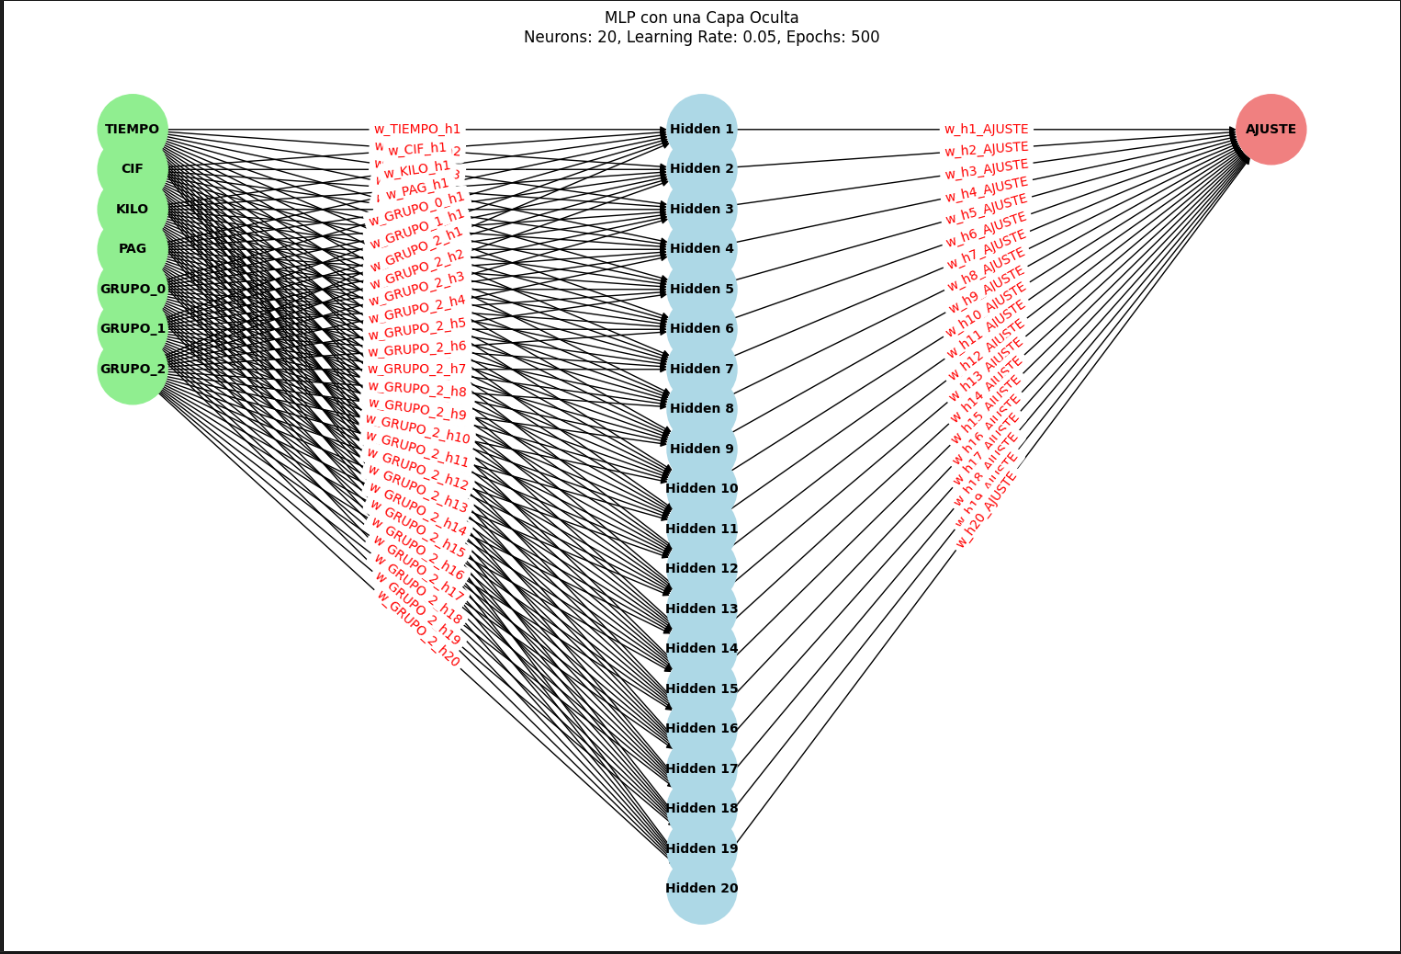 MLP con una Capa Oculta
Neurons: 20, Learning Rate: 0.05, Epochs: 500
TIEMPO
CIF
KILO
PAG
GRUPO_0
GRUPO_1
GRUPO_2
w_TIEMPO_h1
w_CIF_h1
w_KILO_h1
w_PAG_h1
w_GRUPO_0_h1
w_GRUPO_1_h1
w_GRUPO_2_h1
w_GRUPO_2_h2
w_GRUPO_2_h3
w_GRUPO_2_h4
w_GRUPO_2_h5
w_GRUPO_2_h6
w_GRUPO_2_h7
w_GRUPO_2_h8
w_GRUPO_2_h9
w_GRUPO_2_h10
w_GRUPO_2_h11
w_GRUPO_2_h12
w_GRUPO_2_h13
w_GRUPO_2_h14
w_GRUPO_2_h15
w_GRUPO_2_h16
w_GRUPO_2_h17
w_GRUPO_2_h18
w_GRUPO_2_h19
w_GRUPO_2_h20
Hidden 1
Hidden 2
Hidden 3
Hidden 4
Hidden 5
Hidden 6
Hidden 7
Hidden 8
Hidden 9
Hidden 10
Hidden 11
Hidden 12
Hidden 13
Hidden 14
Hidden 15
Hidden 16
Hidden 17
Hidden 18
Hidden 19
Hidden 20
w_h1_AJUSTE
w_h2_AJUSTE
w_h3_AJUSTE
w_h4_AJUSTE
w_h5_AJUSTE
w_h6_AJUSTE
w_h7_AJUSTE
w_h8_AJUSTE
w_h9_AJUSTE
w_h10_AJUSTE
w_h11_AJUSTE
w_h12_AJUSTE
w_h13_AJUSTE
w_h14_AJUSTE
w_h15_AJUSTE
w_h16_AJUSTE
w_h17_AJUSTE
w_h18_AJUSTE
w_h19_AJUSTE
w_h20_AJUSTE
AJUSTE